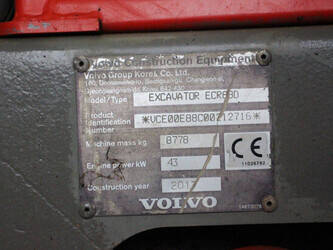 Volvo Construction Equipment
Volvo Group Korea Co., Ltd.
Model/Type EXCAVATOR ECR88D
Product
Identification *VCE00E88C00212716*
Number
Machine mass kg 8778
Engine power kW 43
CE
Construction year 2017
VOLVO